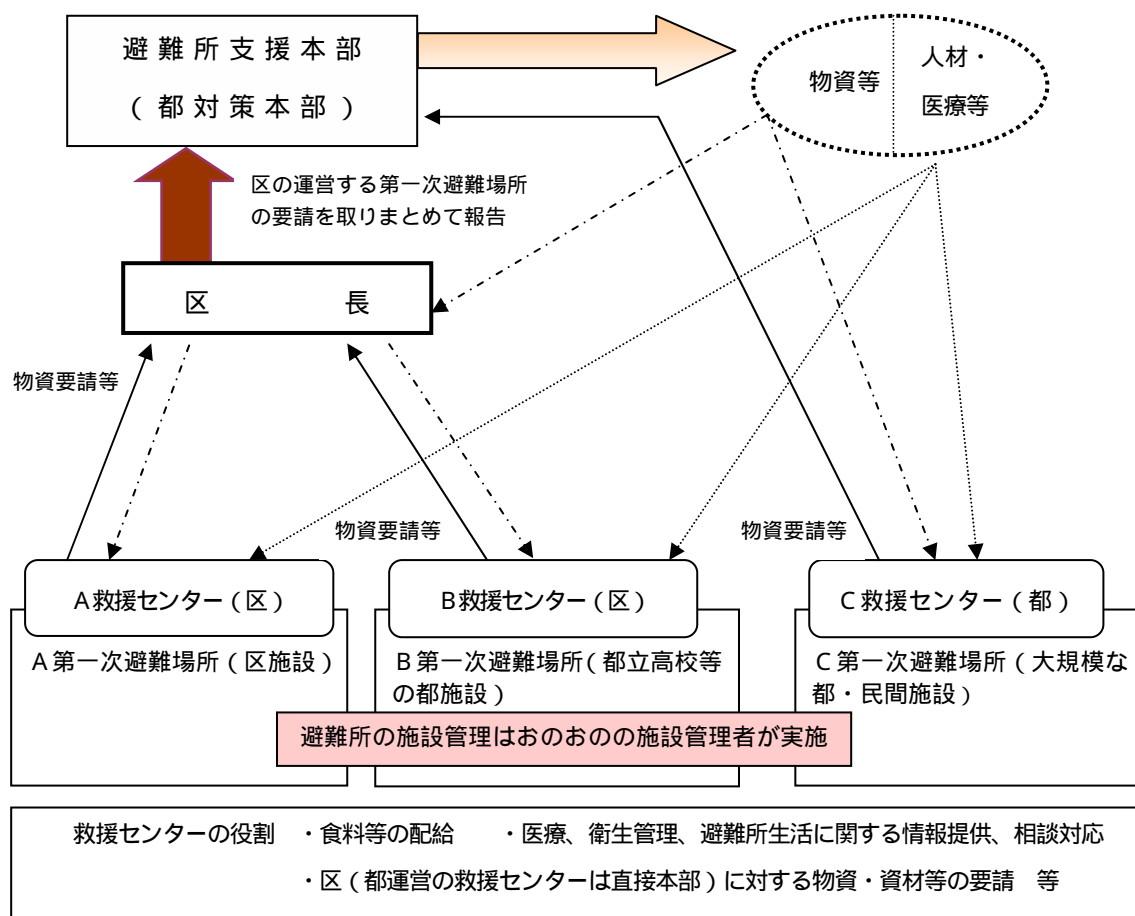 避難所支援本部
（都対策本部）
物資等
人材・
医療等
区の運営する第一次避難場所
の要請を取りまとめて報告
区　　　　長
物資要請等
物資要請等
物資要請等
A救援センター（区）
B救援センター（区）
C救援センター（都）
A第一次避難場所（区施設）
B第一次避難場所（都立高校等
の都施設）
C第一次避難場所（大規模な
都・民間施設）
避難所の施設管理はおのおのの施設管理者が実施
救援センターの役割　・食料等の配給　　・医療、衛生管理、避難所生活に関する情報提供、相談対応
・区（都運営の救援センターは直接本部）に対する物資・資材等の要請　等